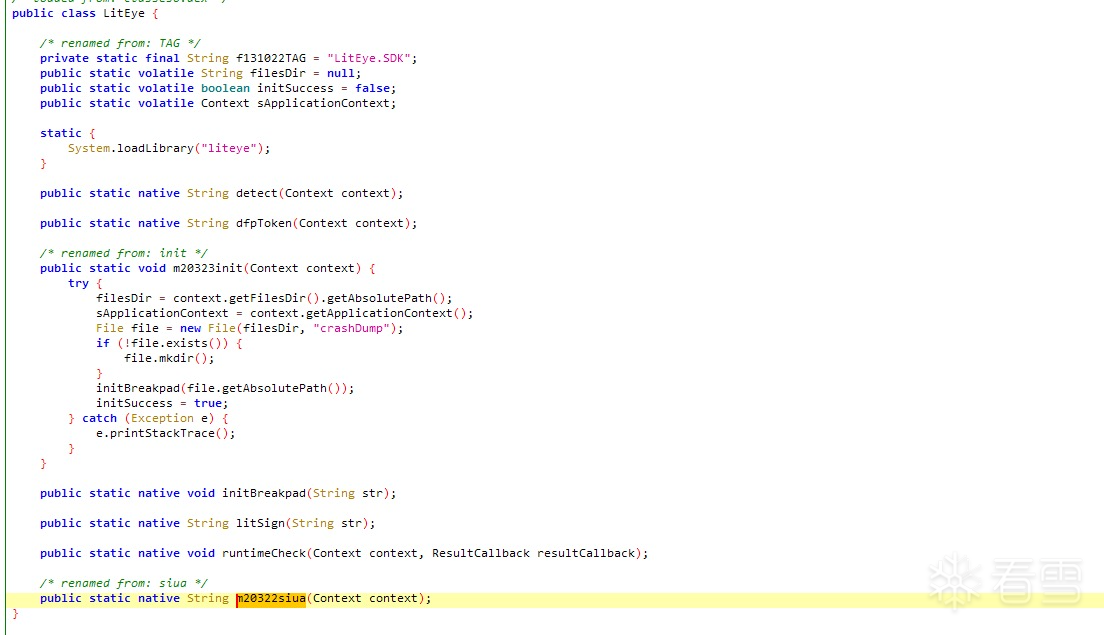 public class LitEye {
/* renamed from: TAG */
private static final String f131022TAG = "LitEye.SDK";
public static volatile String filesDir = null;
public static volatile boolean initSuccess = false;
public static volatile Context sApplicationContext;
static {
System.loadLibrary("liteye");
}
public static native String detect(Context context);
public static native String dfpToken(Context context);
/* renamed from: init */
public static void m20323init(Context context) {
try {
filesDir = context.getFilesDir().getAbsolutePath();
sApplicationContext = context.getApplicationContext();
File file = new File(filesDir, "crashDump");
if (!file.exists()) {
file.mkdir();
}
initBreakpad(file.getAbsolutePath());
initSuccess = true;
} catch (Exception e) {
e.printStackTrace();
}
}
public static native void initBreakpad(String str);
public static native String litSign(String str);
public static native void runtimeCheck(Context context, ResultCallback resultCallback);
/* renamed from: siua */
public static native String m20322siua(Context context);
}
看雪